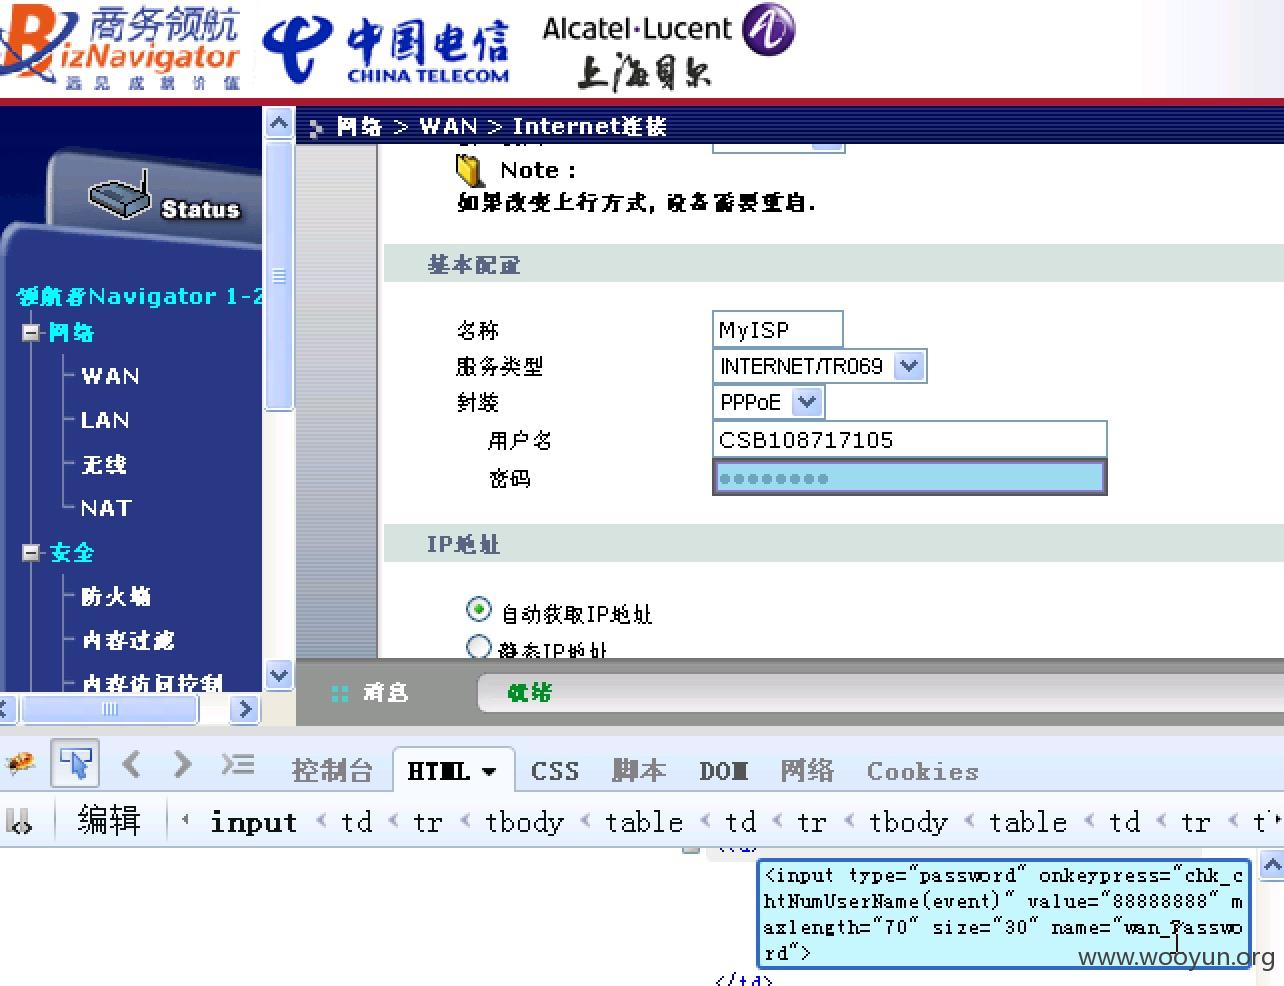 商务领航
BizNavigator
远见成就价值
中国电信
CHINA TELECOM
Alcatel·Lucent
上海贝尔
网络 > WAN > Internet连接
Note :
如果改变上行方式, 设备需要重启.
Status
基本配置
领航者Navigator 1-2
网络
WAN
LAN
无线
NAT
安全
防火墙
内容过滤
内容访问控制
名称 MyISP
服务类型 INTERNET/TR069
封装 PPPoE
用户名 CSB108717105
密码 ●●●●●●●●
IP地址
自动获取IP地址
静态IP地址
消息 就绪
控制台 HTML CSS 脚本 DOM 网络 Cookies
编辑 input < td < tr < tbody < table < td < tr < tbody < table < td < tr < t
<input type="password" onkeypress="chk_c
htNumUserName(event)" value="88888888" m
axlength="70" size="30" name="wan_Passwo
rd">
</td>
www.wooyun.org